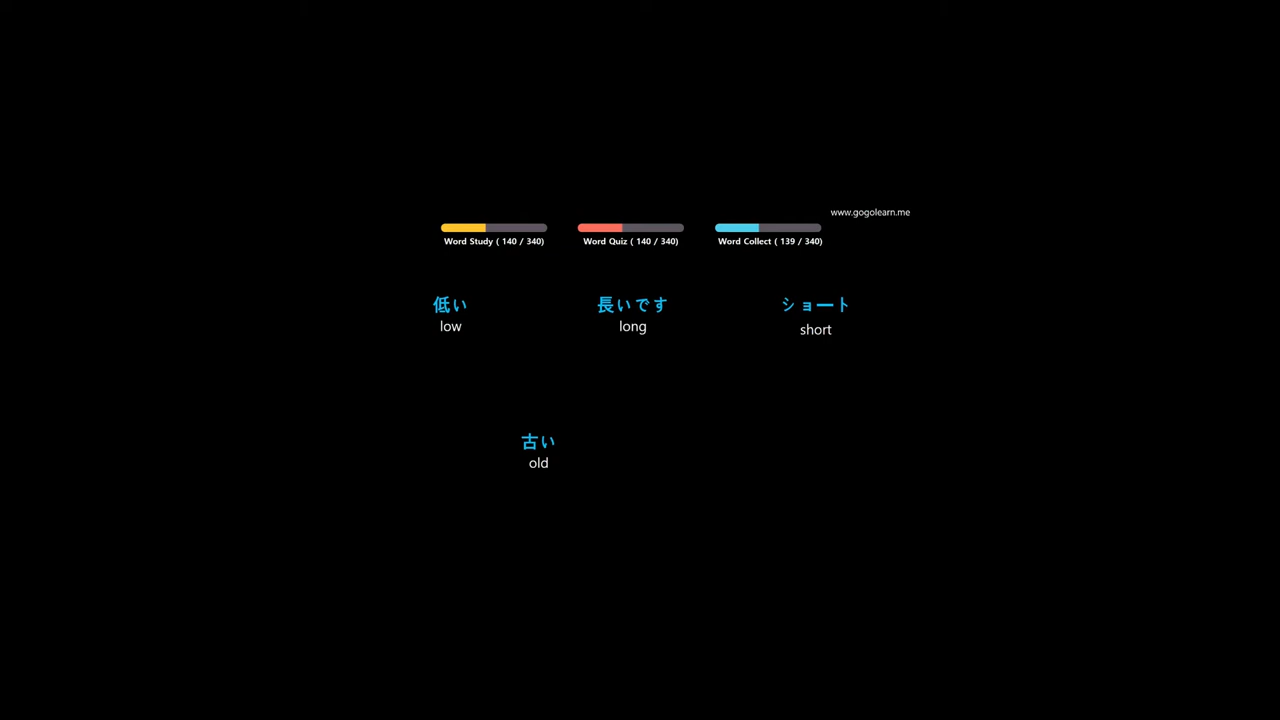 www.gogolearn.me
Word Study ( 140 / 340)
Word Quiz ( 140 / 340)
Word Collect ( 139 / 340)
低い
low
長いです
long
ショート
short
古い
old